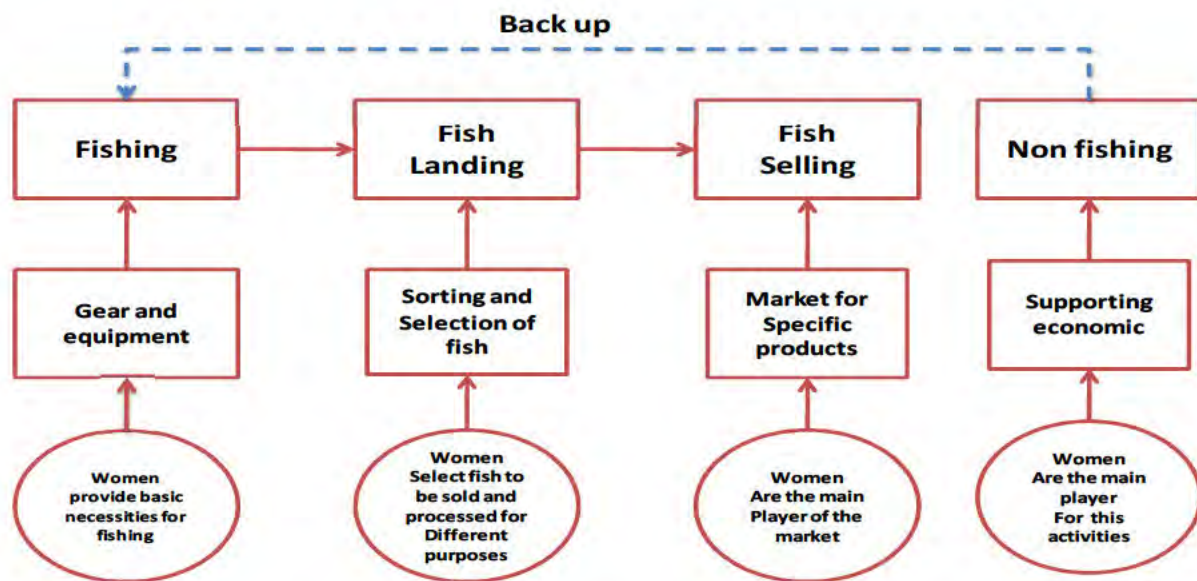 Back up
Fishing
Fish
Landing
Fish
Selling
Non fishing
Gear and
equipment
Sorting and
Selection of
fish
Market for
Specific
products
Supporting
economic
Women
provide basic
necessities for
fishing
Women
Select fish to
be sold and
processed for
Different
purposes
Women
Are the main
Player of the
market
Women
Are the main
player
For this
activities